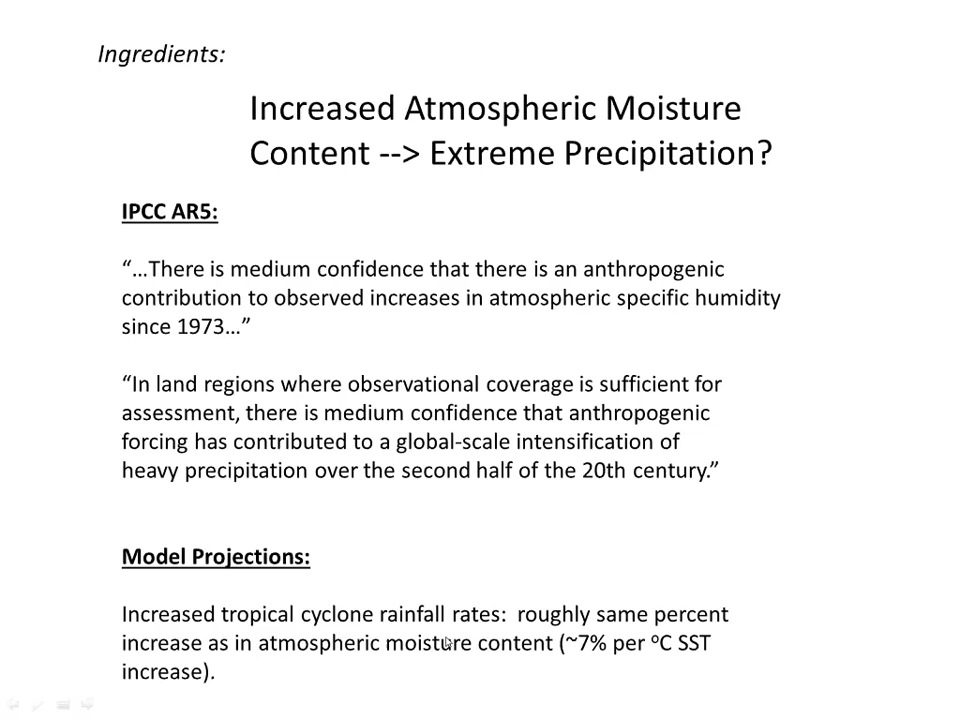 Ingredients:
Increased Atmospheric Moisture
Content --> Extreme Precipitation?
IPCC AR5:
“…There is medium confidence that there is an anthropogenic
contribution to observed increases in atmospheric specific humidity
since 1973…”
“In land regions where observational coverage is sufficient for
assessment, there is medium confidence that anthropogenic
forcing has contributed to a global-scale intensification of
heavy precipitation over the second half of the 20th century.”
Model Projections:
Increased tropical cyclone rainfall rates:  roughly same percent
increase as in atmospheric moisture content (~7% per ºC SST
increase).